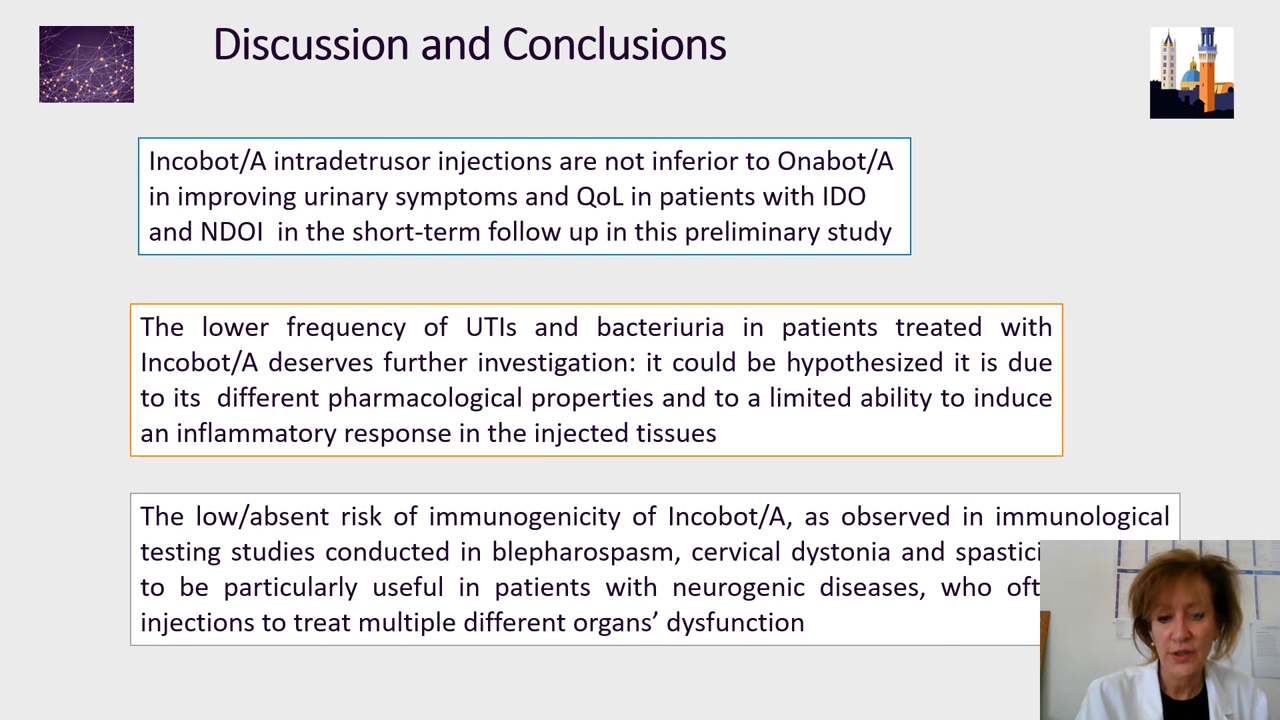 Discussion and Conclusions
Incobot/A intradetrusor injections are not inferior to Onabot/A
in improving urinary symptoms and QoL in patients with IDO
and NDOI in the short-term follow up in this preliminary study
The lower frequency of UTIs and bacteriuria in patients treated with
Incobot/A deserves further investigation: it could be hypothesized it is due
to its different pharmacological properties and to a limited ability to induce
an inflammatory response in the injected tissues
The low/absent risk of immunogenicity of Incobot/A, as observed in immunological
testing studies conducted in blepharospasm, cervical dystonia and
to be particularly useful in patients with neurogenic diseases, who
injections to treat multiple different organs’ dysfunction